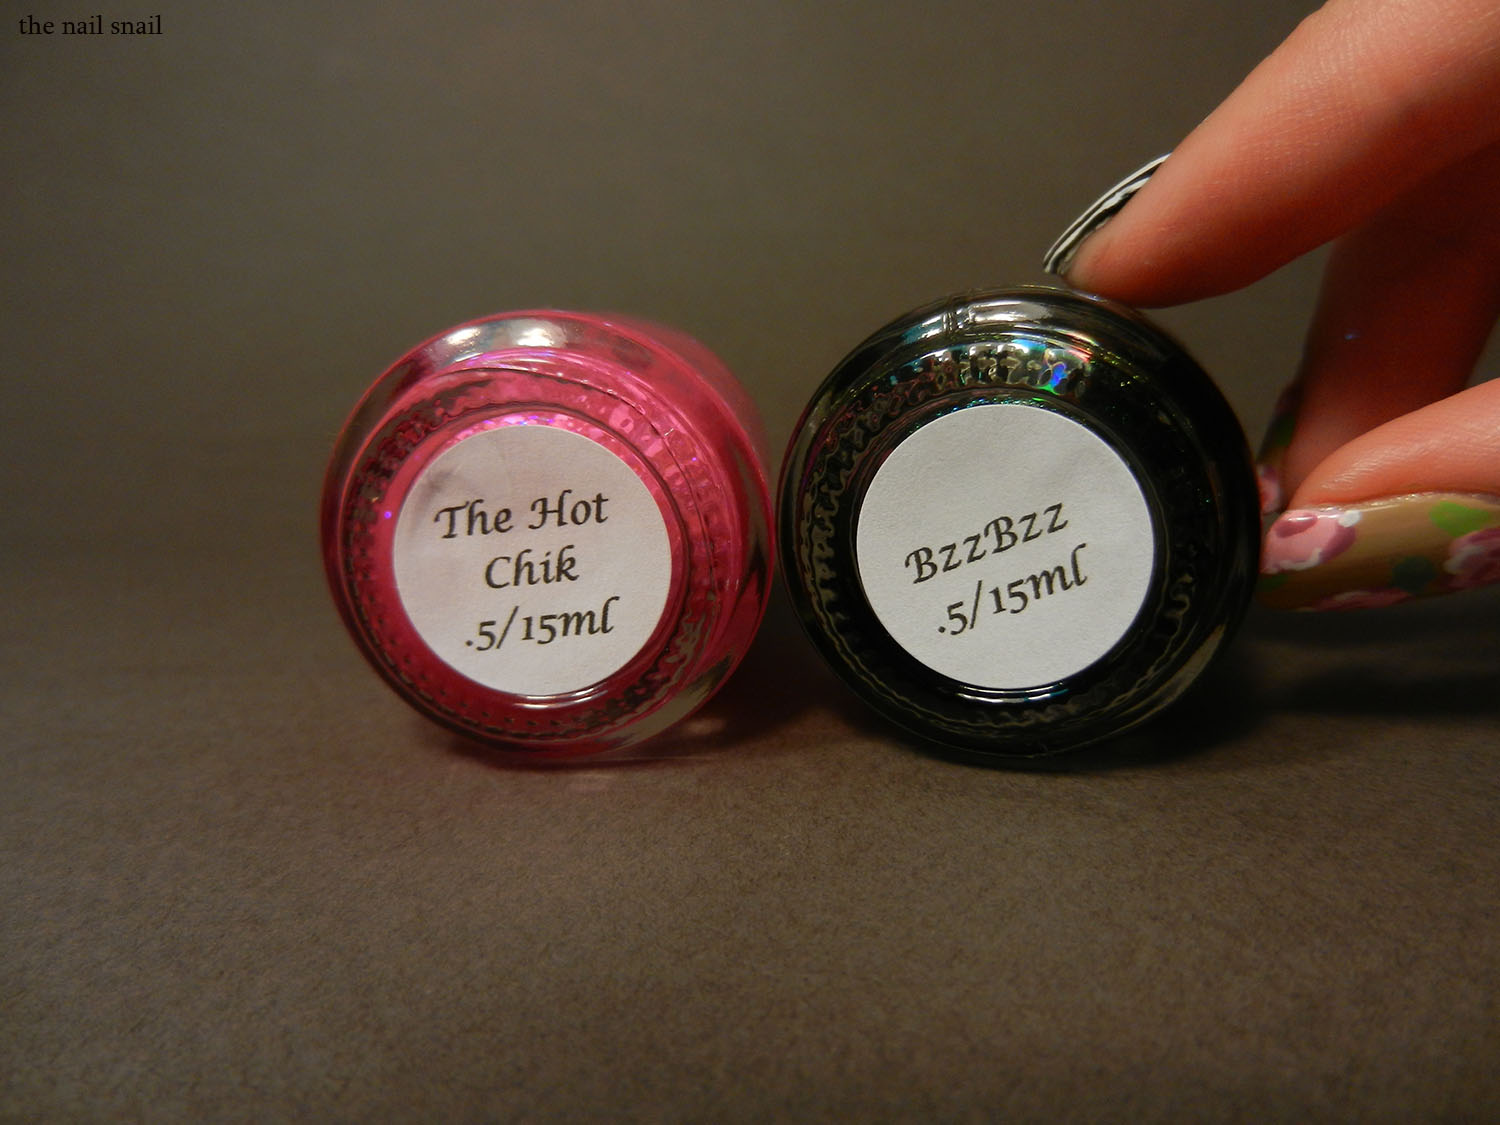 the nail snail
The Hot
Chik
.5/15ml
BzzBzz
.5/15ml